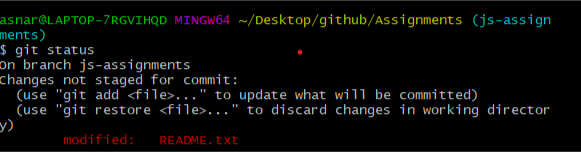 asnar@LAPTOP-7RGVIHQD MINGW64 ~/Desktop/github/Assignments (js-assign
ments)
$ git status
On branch js-assignments
Changes not staged for commit:
  (use "git add <file>..." to update what will be committed)
  (use "git restore <file>..." to discard changes in working director
y)
        modified:   README.txt